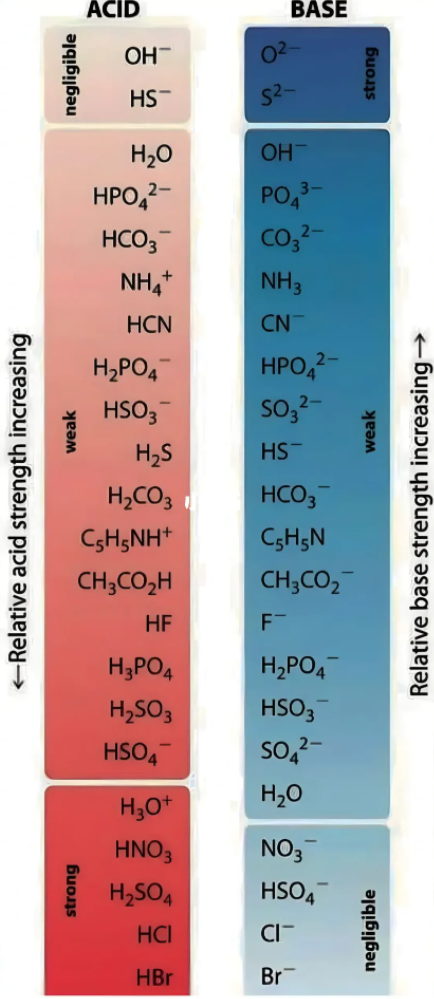 ACID BASE
negligible
OH⁻ O²⁻
HS⁻ S²⁻
strong
H₂O OH⁻
HPO₄²⁻ PO₄³⁻
HCO₃⁻ CO₃²⁻
NH₄⁺ NH₃
HCN CN⁻
H₂PO₄⁻ HPO₄²⁻
HSO₃⁻ SO₃²⁻
weak weak
H₂S HS⁻
H₂CO₃ HCO₃⁻
C₅H₅NH⁺ C₅H₅N
CH₃CO₂H CH₃CO₂⁻
HF F⁻
H₃PO₄ H₂PO₄⁻
H₂SO₃ HSO₃⁻
HSO₄⁻ SO₄²⁻
H₃O⁺ H₂O
HNO₃ NO₃⁻
H₂SO₄ HSO₄⁻
strong negligible
HCl Cl⁻
HBr Br⁻
←Relative acid strength increasing
Relative base strength increasing→